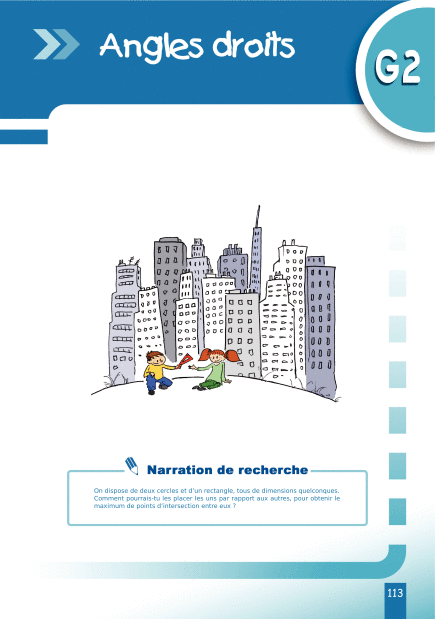 Angles droits
G2
Narration de recherche
On dispose de deux cercles et d'un rectangle, tous de dimensions quelconques.
Comment pourrais-tu les placer les uns par rapport aux autres, pour obtenir le
maximum de points d'intersection entre eux ?
113